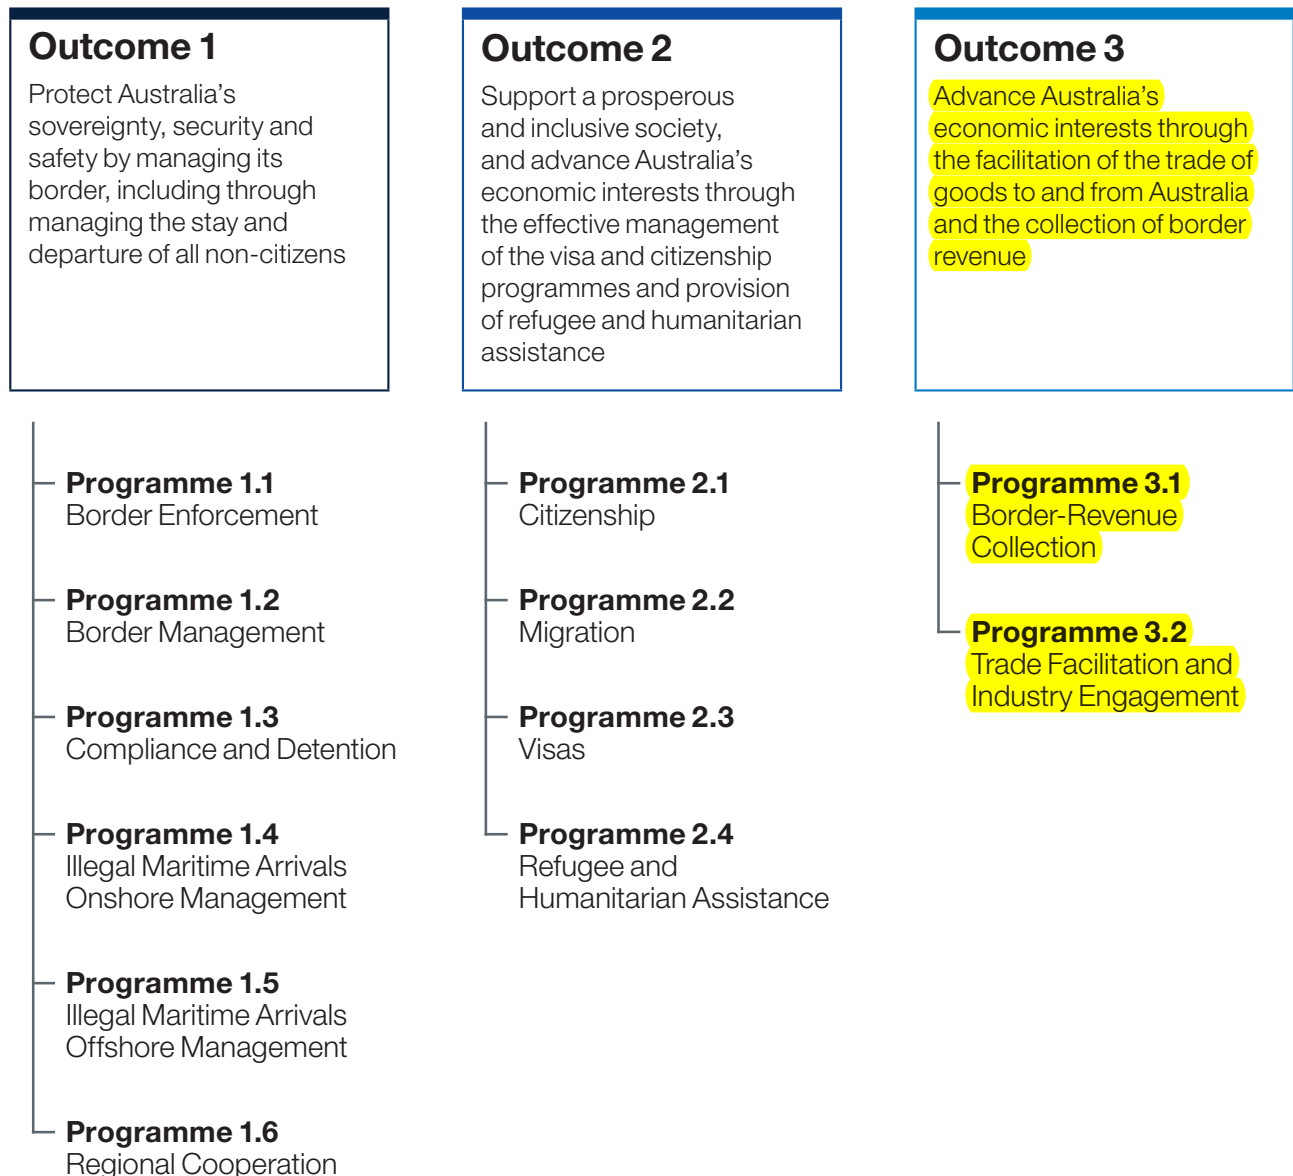 Outcome 1
Protect Australia's
sovereignty, security and
safety by managing its
border, including through
managing the stay and
departure of all non-citizens
Programme 1.1
Border Enforcement
Programme 1.2
Border Management
Programme 1.3
Compliance and Detention
Programme 1.4
Illegal Maritime Arrivals
Onshore Management
Programme 1.5
Illegal Maritime Arrivals
Offshore Management
Programme 1.6
Regional Cooperation
Outcome 2
Support a prosperous
and inclusive society,
and advance Australia's
economic interests through
the effective management
of the visa and citizenship
programmes and provision
of refugee and humanitarian
assistance
Programme 2.1
Citizenship
Programme 2.2
Migration
Programme 2.3
Visas
Programme 2.4
Refugee and
Humanitarian Assistance
Outcome 3
Advance Australia's
economic interests through
the facilitation of the trade of
goods to and from Australia
and the collection of border
revenue
Programme 3.1
Border-Revenue
Collection
Programme 3.2
Trade Facilitation and
Industry Engagement